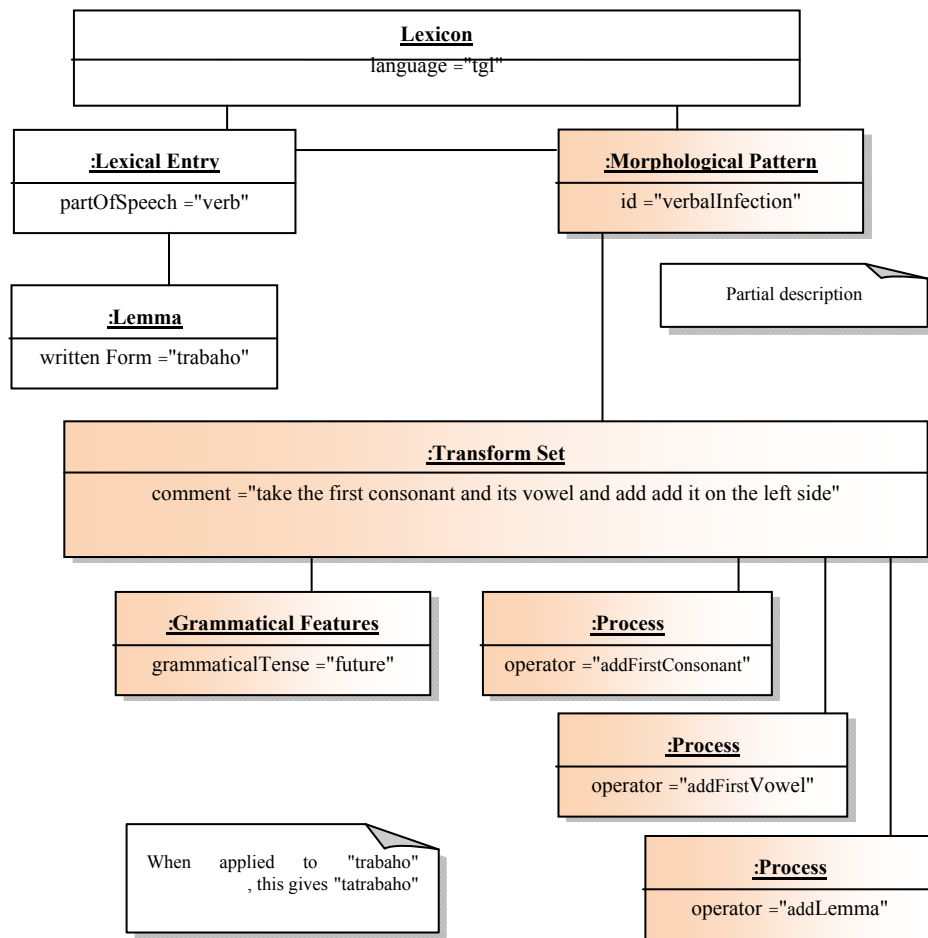 Lexicon
language ="tgl"
:Lexical Entry
partOfSpeech ="verb"
:Morphological Pattern
id ="verbalInfection"
Partial description
:Lemma
written Form ="trabaho"
:Transform Set
comment ="take the first consonant and its vowel and add add it on the left side"
:Grammatical Features
grammaticalTense ="future"
:Process
operator ="addFirstConsonant"
:Process
operator ="addFirstVowel"
When applied to "trabaho"
, this gives "tatrabaho"
:Process
operator ="addLemma"